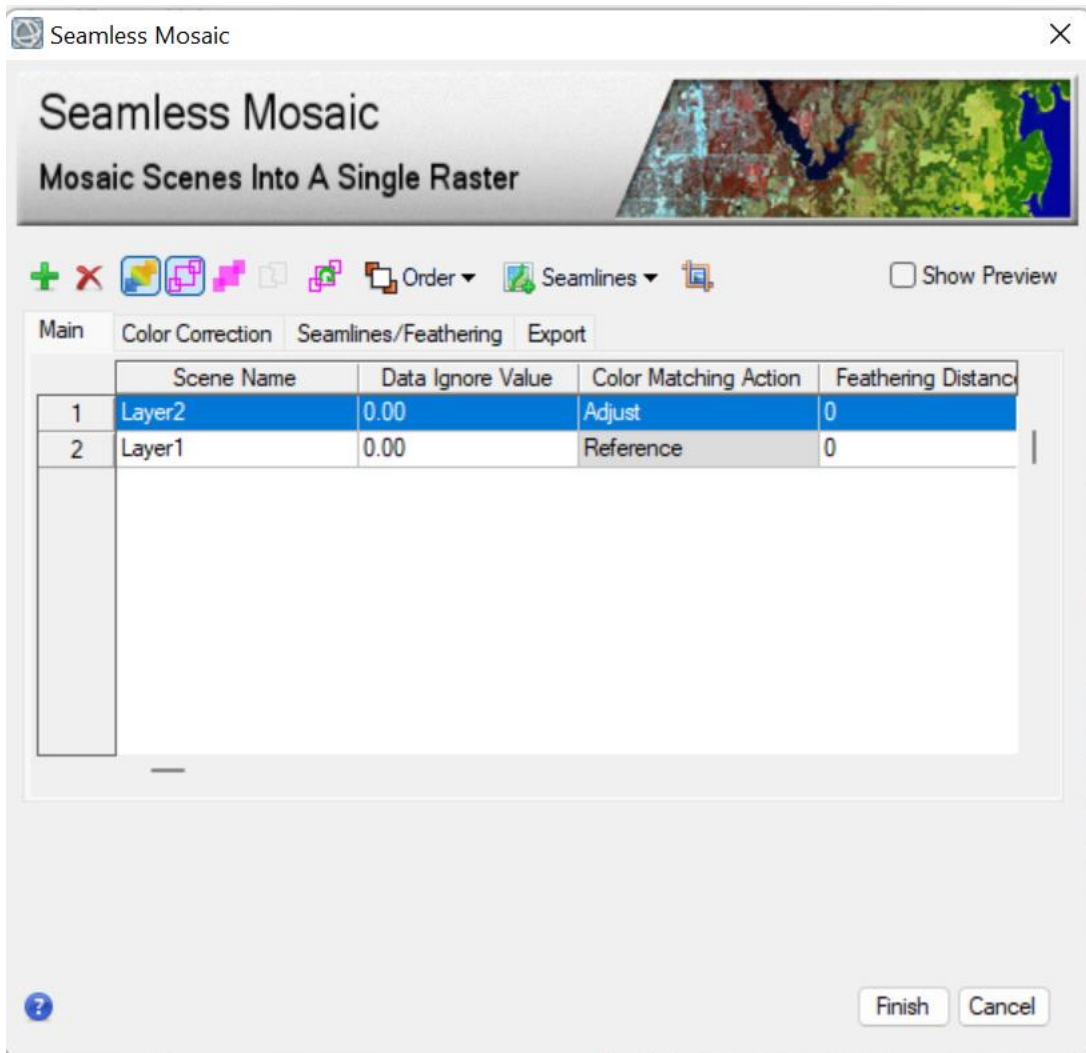 Seamless Mosaic
Seamless Mosaic
Mosaic Scenes Into A Single Raster
Order Seamlines Show Preview
Main Color Correction Seamlines/Feathering Export
Scene Name Data Ignore Value Color Matching Action Feathering Distanc
1 Layer2 0.00 Adjust 0
2 Layer1 0.00 Reference 0
?
Finish Cancel